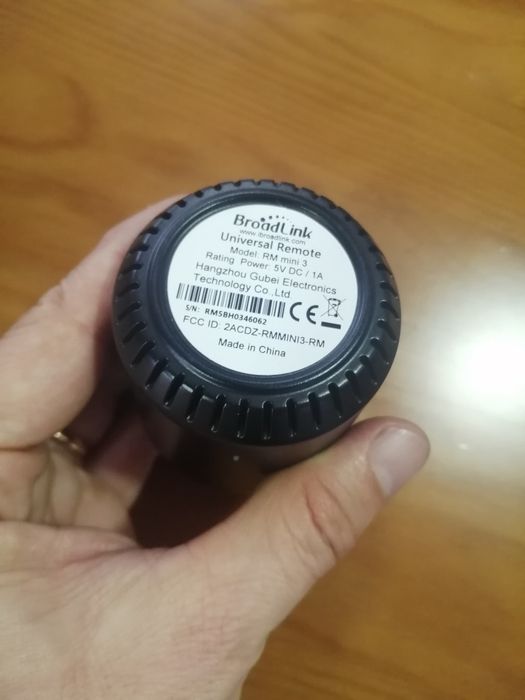 BroadLink
www.ibroadlink.com
Universal Remote
Model: RM mini 3
Rating Power: 5V DC / 1A
Hangzhou Gubei Electronics
Technology Co.,Ltd
CE
S/N: RM5BH0346062
FCC ID: 2ACDZ-RMMINI3-RM
Made in China